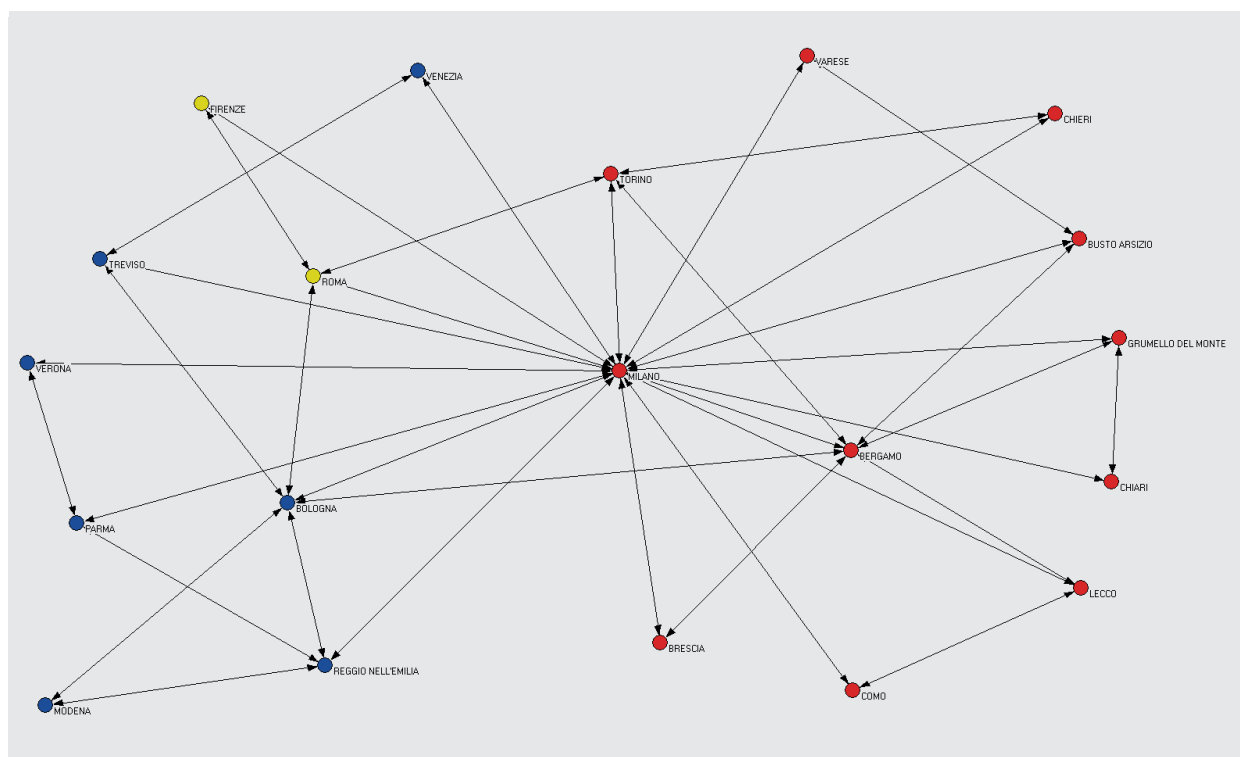 VARESE
VENEZIA
FIRENZE
CHIERI
TORINO
BUSTO ARSIZIO
TREVISO
ROMA
GRUMELLO DEL MONTE
VERONA
MILANO
BERGAMO
CHIARI
BOLOGNA
PARMA
LECCO
BRESCIA
REGGIO NELL'EMILIA
COMO
MODENA